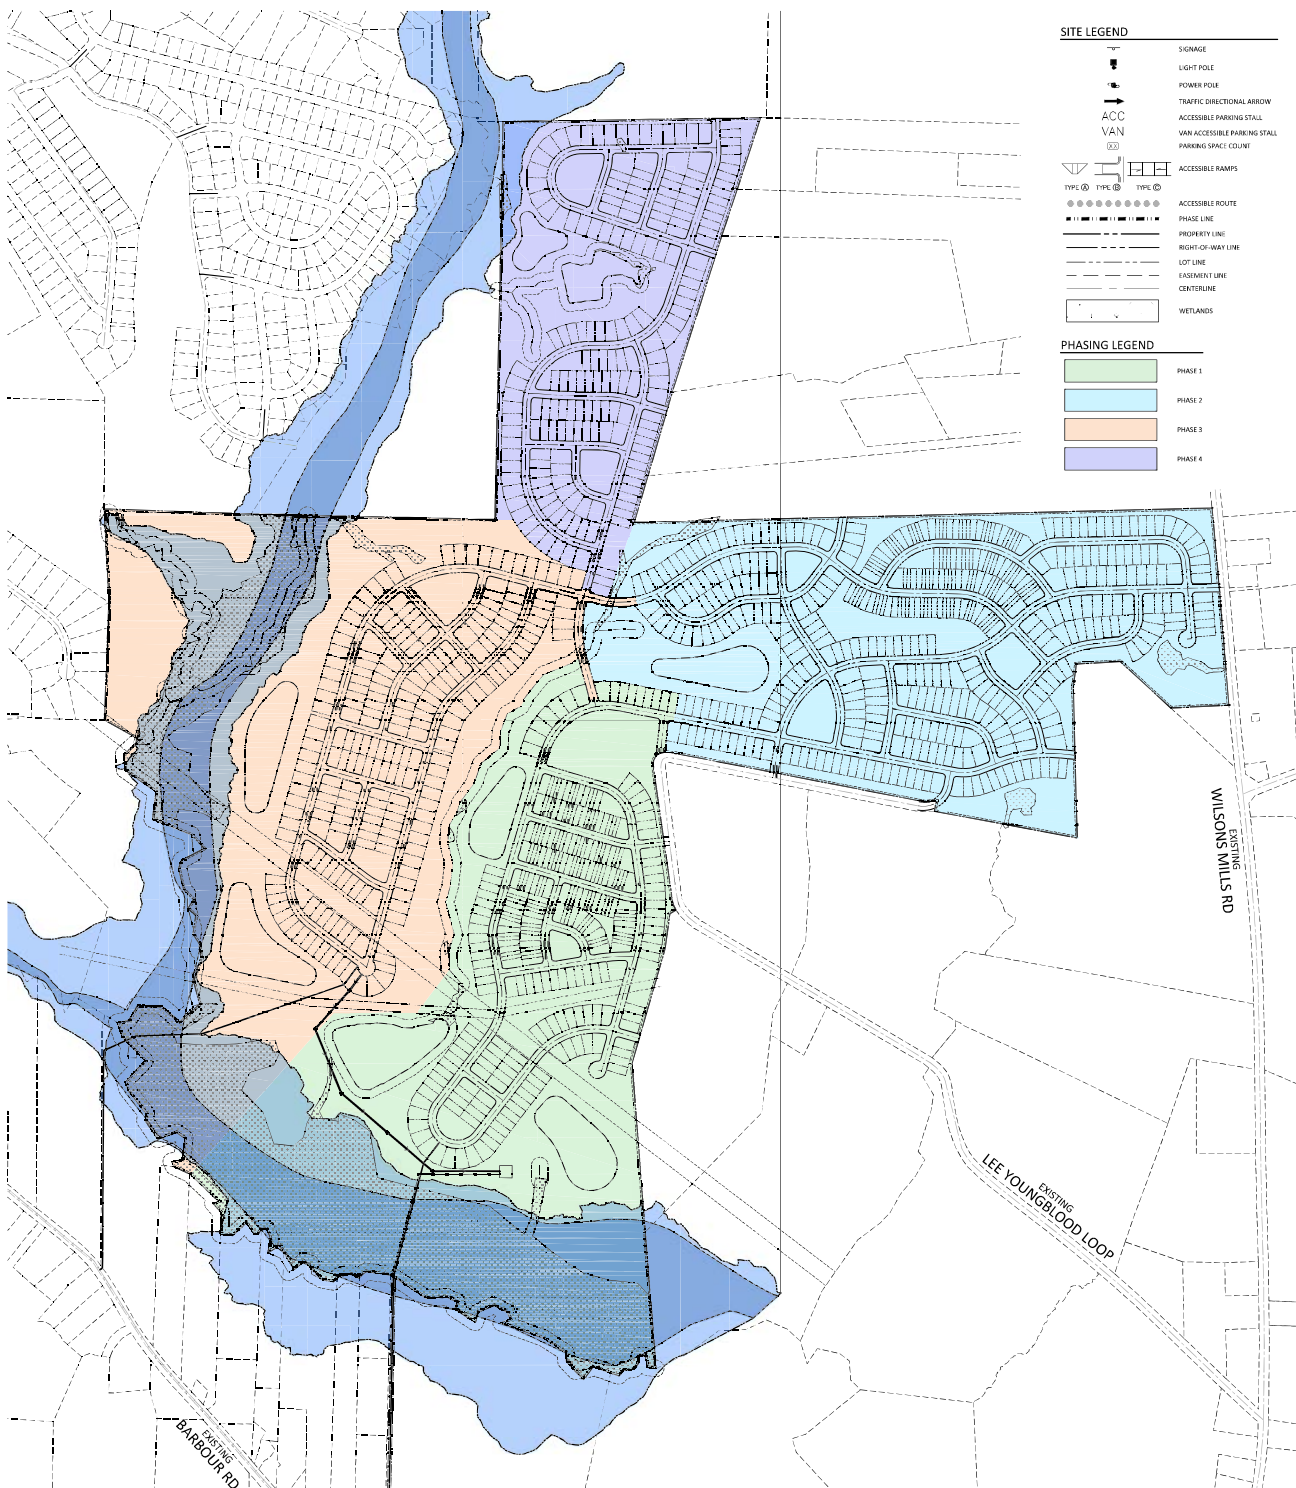 SITE LEGEND
SIGNAGE
LIGHT POLE
POWER POLE
TRAFFIC DIRECTIONAL ARROW
ACC ACCESSIBLE PARKING STALL
VAN VAN ACCESSIBLE PARKING STALL
XX PARKING SPACE COUNT
ACCESSIBLE RAMPS
TYPE A TYPE B TYPE C
ACCESSIBLE ROUTE
PHASE LINE
PROPERTY LINE
RIGHT-OF-WAY LINE
LOT LINE
EASEMENT LINE
CENTERLINE
WETLANDS
PHASING LEGEND
PHASE 1
PHASE 2
PHASE 3
PHASE 4
EXISTING
WILSONS MILLS RD
EXISTING
LEE YOUNGBLOOD LOOP
EXISTING
BARBOUR RD